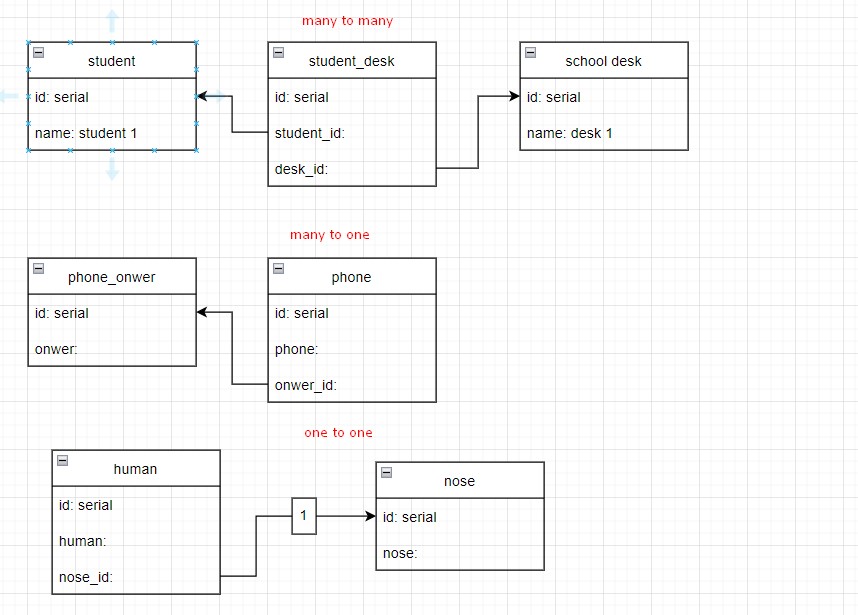 many to many
student
id: serial
name: student 1
student_desk
id: serial
student_id:
desk_id:
school desk
id: serial
name: desk 1
many to one
phone_onwer
id: serial
onwer:
phone
id: serial
phone:
onwer_id:
one to one
human
id: serial
human:
nose_id:
1
nose
id: serial
nose: